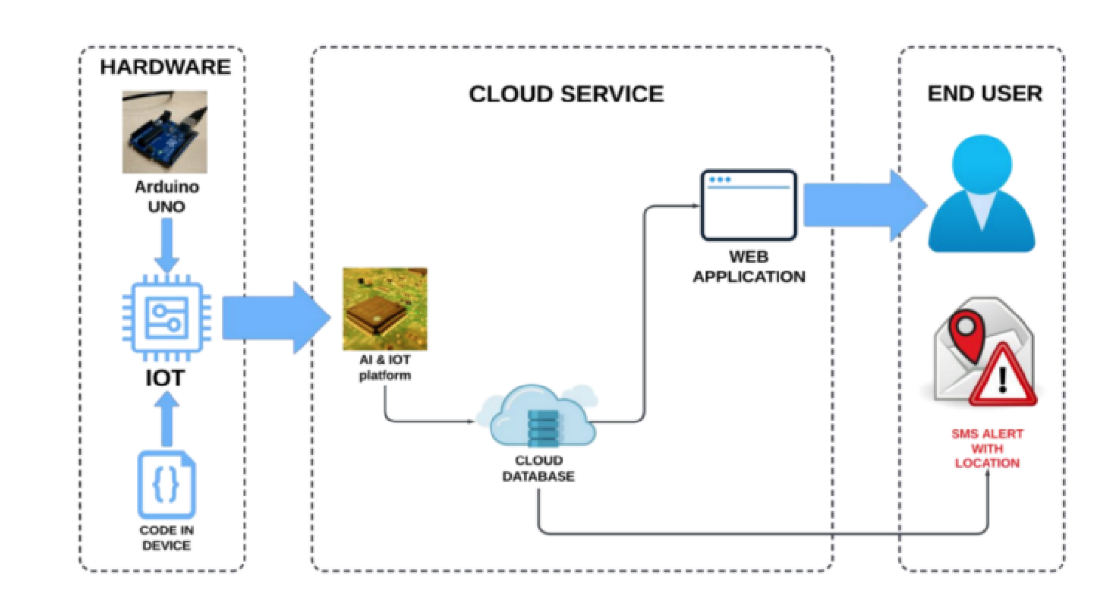 HARDWARE
Arduino
UNO
IOT
CODE IN
DEVICE
CLOUD SERVICE
AI & IOT
platform
CLOUD
DATABASE
WEB
APPLICATION
END USER
SMS ALERT
WITH
LOCATION